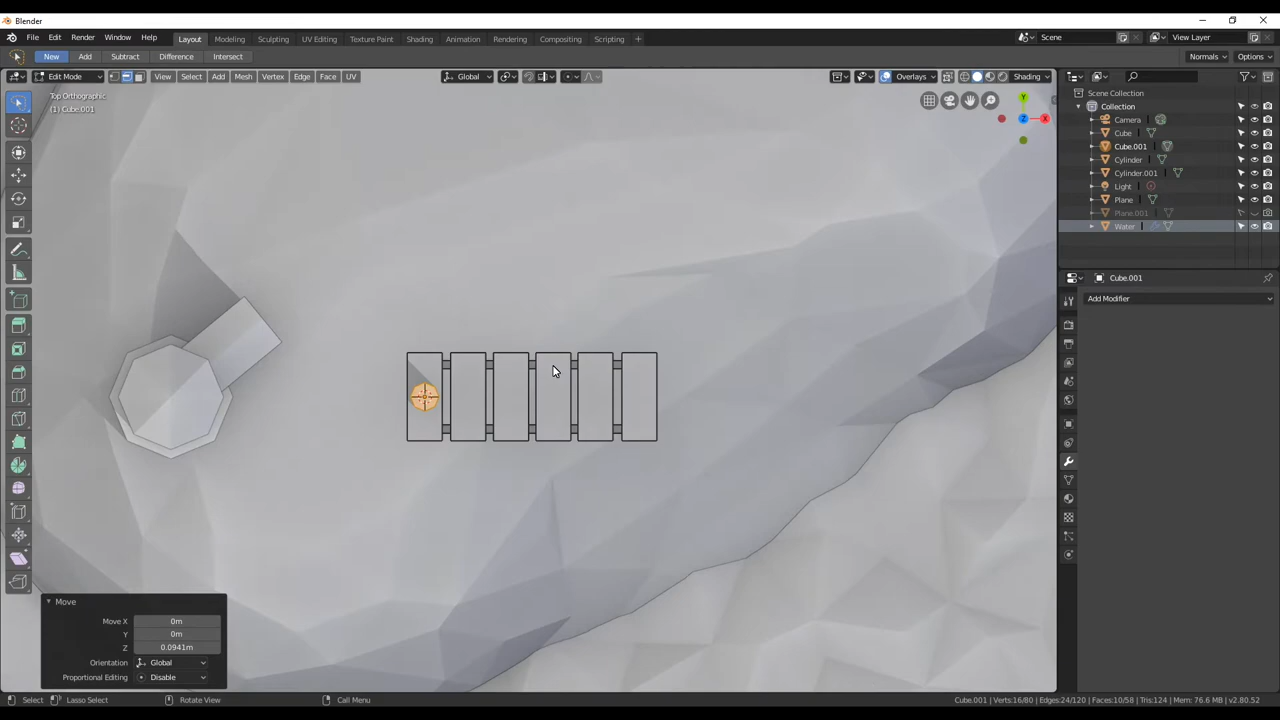 Blender
File Edit Render Window Help Layout Modeling Sculpting UV Editing Texture Paint Shading Animation Rendering Compositing Scripting + Scene View Layer
New Add Subtract Difference Intersect Normals Options
Edit Mode View Select Add Mesh Vertex Edge Face UV Global Overlays Shading
Top Orthographic
(1) Cube.001
Y
Z X
Scene Collection
Collection
Camera
Cube
Cube.001
Cylinder
Cylinder.001
Light
Plane
Plane.001
Water
Cube.001
Add Modifier
Move
Move X 0m
Y 0m
Z 0.0941m
Orientation Global
Proportional Editing Disable
Select Lasso Select Rotate View Call Menu Cube.001 | Verts:16/80 | Edges:24/120 | Faces:10/58 | Tris:124 | Mem: 76.6 MB | v2.80.52